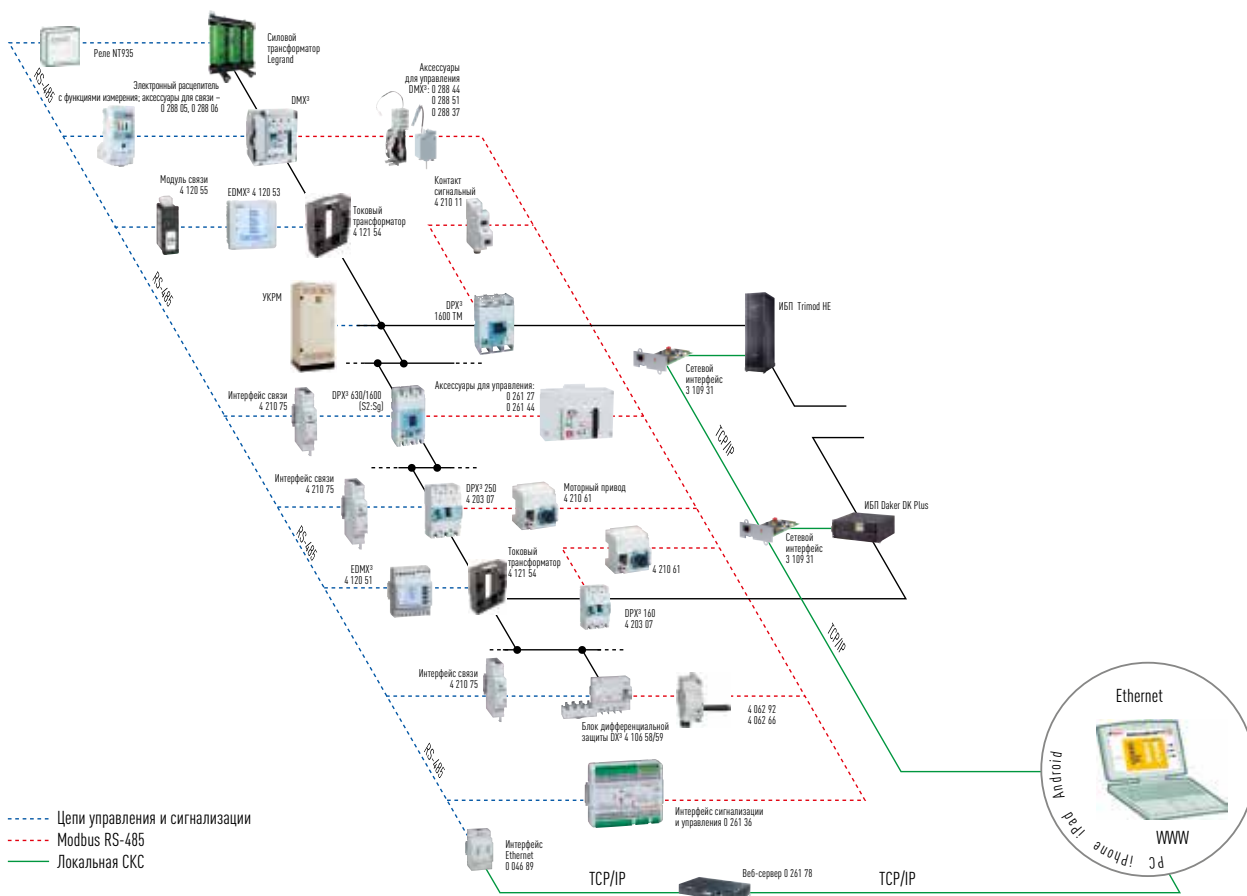 Реле NT935
Силовой
трансформатор
Legrand
RS-485
Электронный расцепитель
с функциями измерения; аксессуары для связи –
0 288 05, 0 288 06
DMX³
Аксессуары
для управления
DMX³: 0 288 44
0 288 51
0 288 37
Модуль связи
4 120 55
EDMX³ 4 120 53
Токовый
трансформатор
4 121 54
Контакт
сигнальный
4 210 11
RS-485
УКРМ
DPX³
1600 TM
ИБП Trimod HE
Сетевой
интерфейс
3 109 31
Интерфейс связи
4 210 75
DPX³ 630/1600
(S2:Sg)
Аксессуары для управления:
0 261 27
0 261 44
TCP/IP
Интерфейс связи
4 210 75
DPX³ 250
4 203 07
Моторный привод
4 210 61
ИБП Daker DK Plus
Сетевой
интерфейс
3 109 31
RS-485
EDMX³
4 120 51
Токовый
трансформатор
4 121 54
4 210 61
DPX³ 160
4 203 07
TCP/IP
Интерфейс связи
4 210 75
Блок дифференциальной
защиты DX³ 4 106 58/59
4 062 92
4 062 66
Ethernet
WWW
PC iPhone iPad Android
RS-485
Интерфейс сигнализации
и управления 0 261 36
Цепи управления и сигнализации
Modbus RS-485
Локальная СКС
Интерфейс
Ethernet
0 046 89
TCP/IP
Веб-сервер 0 261 78
TCP/IP